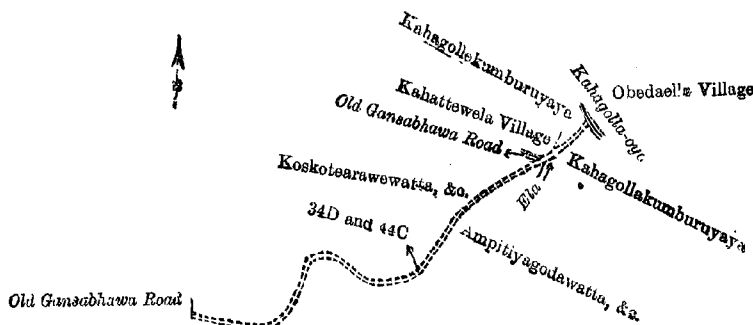 Kahagollekumburuyaya
Kahagolla-oya
Obedaella Village
Kahattewela Village
Old Gansabhawa Road
Kahagollakumburuyaya
Ela
Koskotearawewatta, &c.
34D and 44C
Ampitiyagodawatta, &c.
Old Gansabhawa Road